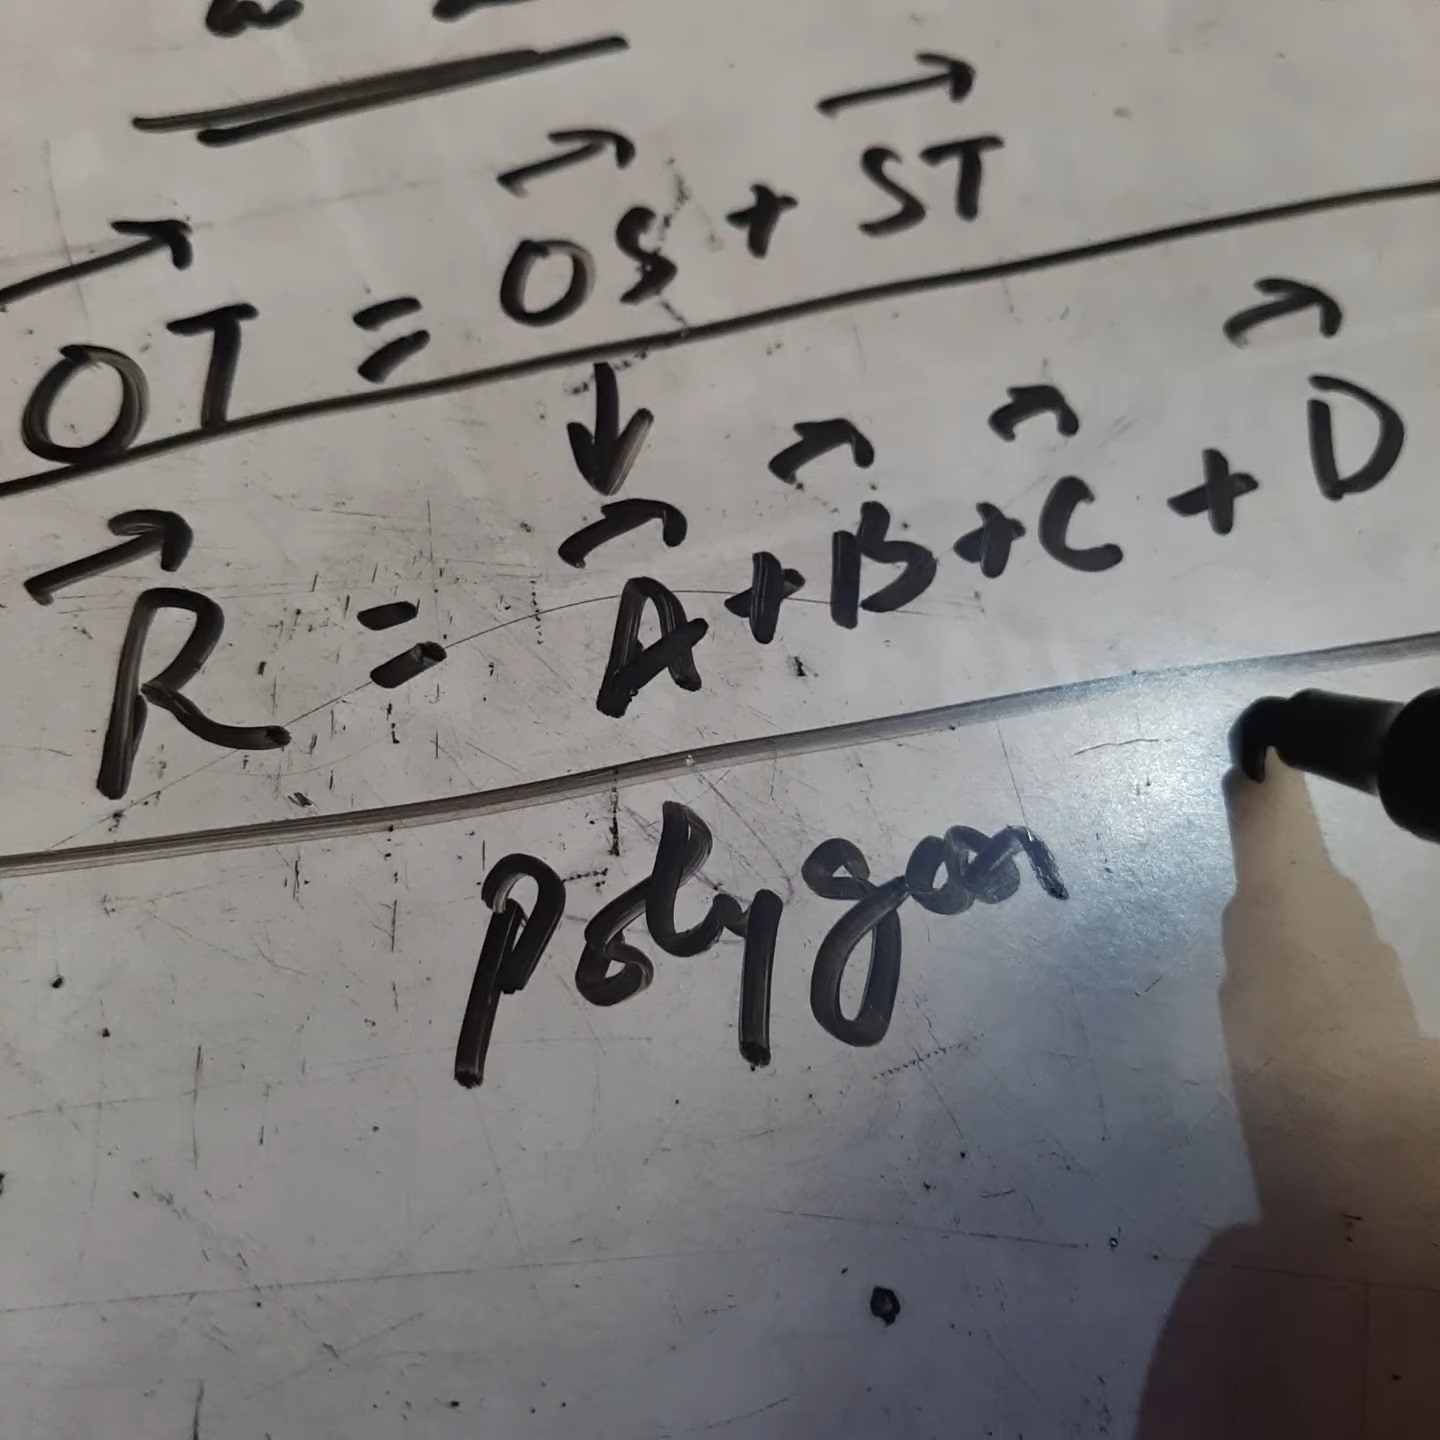 →OT = →OS + →ST
↓
→R = →A + →B + →C + →D
polygon